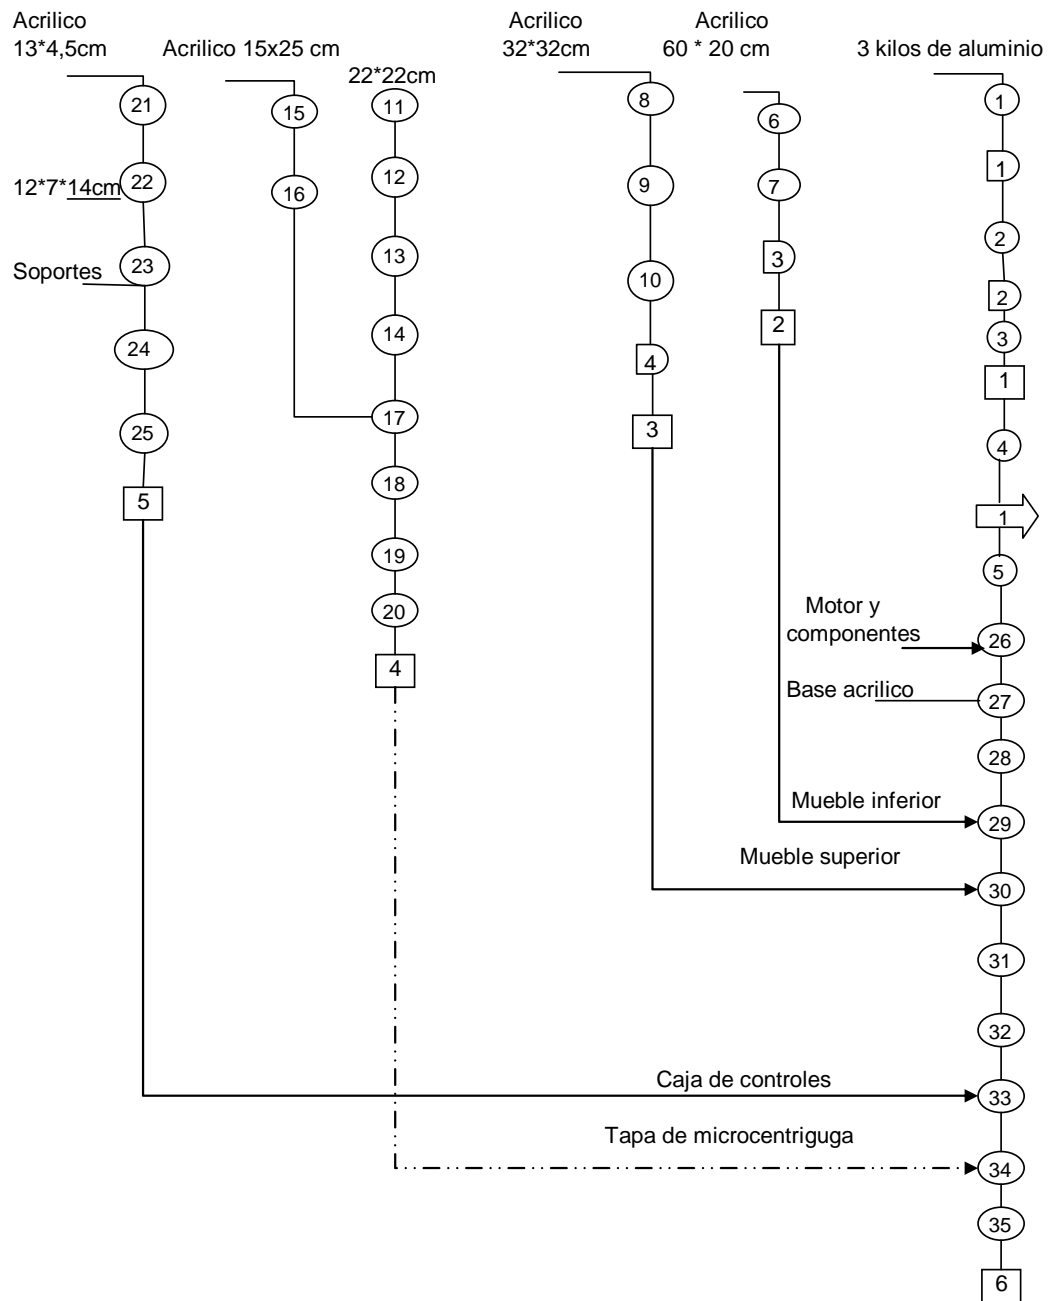 Acrilico
13*4,5cm
Acrilico 15x25 cm
22*22cm
Acrilico
32*32cm
Acrilico
60 * 20 cm
3 kilos de aluminio
21
22
12*7*14cm
23
Soportes
24
25
5
15
16
11
12
13
14
17
18
19
20
4
8
9
10
4
3
6
7
3
2
1
1
2
2
3
1
4
1
5
Motor y
componentes
26
Base acrilico
27
28
Mueble inferior
29
Mueble superior
30
31
32
Caja de controles
33
Tapa de microcentriguga
34
35
6